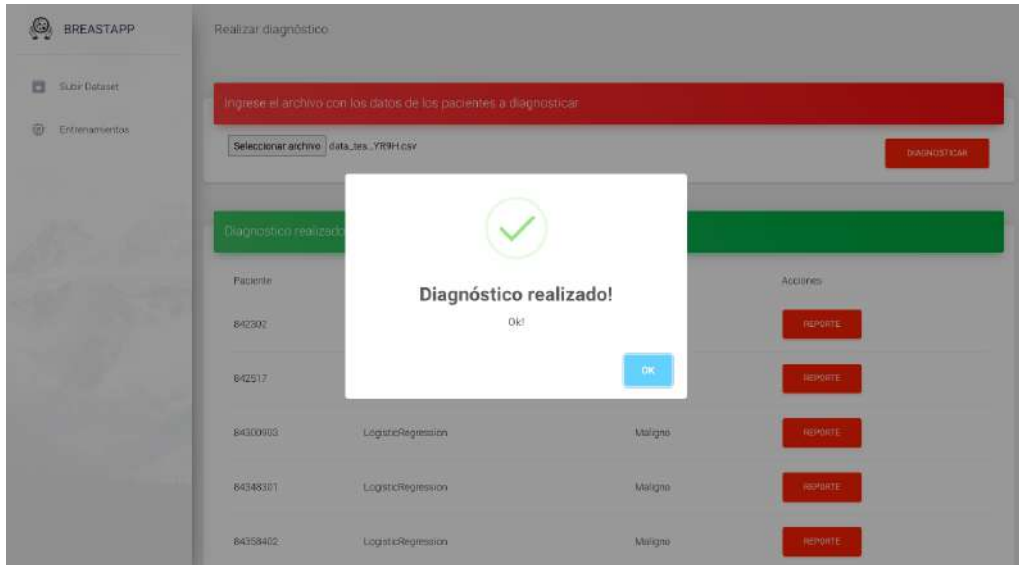 BREASTAPP
Realizar diagnóstico
Subir Dataset
Entrenamientos
Ingrese el archivo con los datos de los pacientes a diagnosticar
Seleccionar archivo data_tes...YR9H.csv
DIAGNOSTICAR
Diagnostico realizado
Paciente Acciones
842302 REPORTE
842517 REPORTE
84300903 LogisticRegression Maligno REPORTE
84348301 LogisticRegression Maligno REPORTE
84358402 LogisticRegression Maligno REPORTE
Diagnóstico realizado!
Ok!
OK